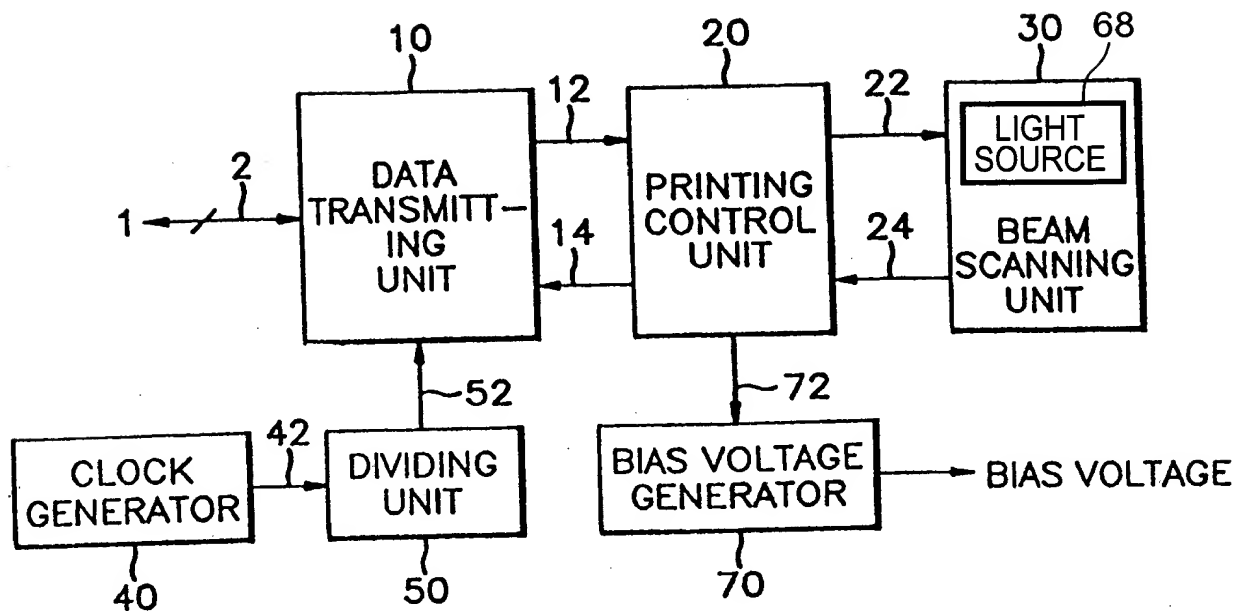 10
20
30
68
12
22
LIGHT
SOURCE
1
2
DATA
TRANSMITT-
ING
UNIT
PRINTING
CONTROL
UNIT
14
24
BEAM
SCANNING
UNIT
52
72
42
CLOCK
GENERATOR
DIVIDING
UNIT
BIAS VOLTAGE
GENERATOR
BIAS VOLTAGE
40
50
70